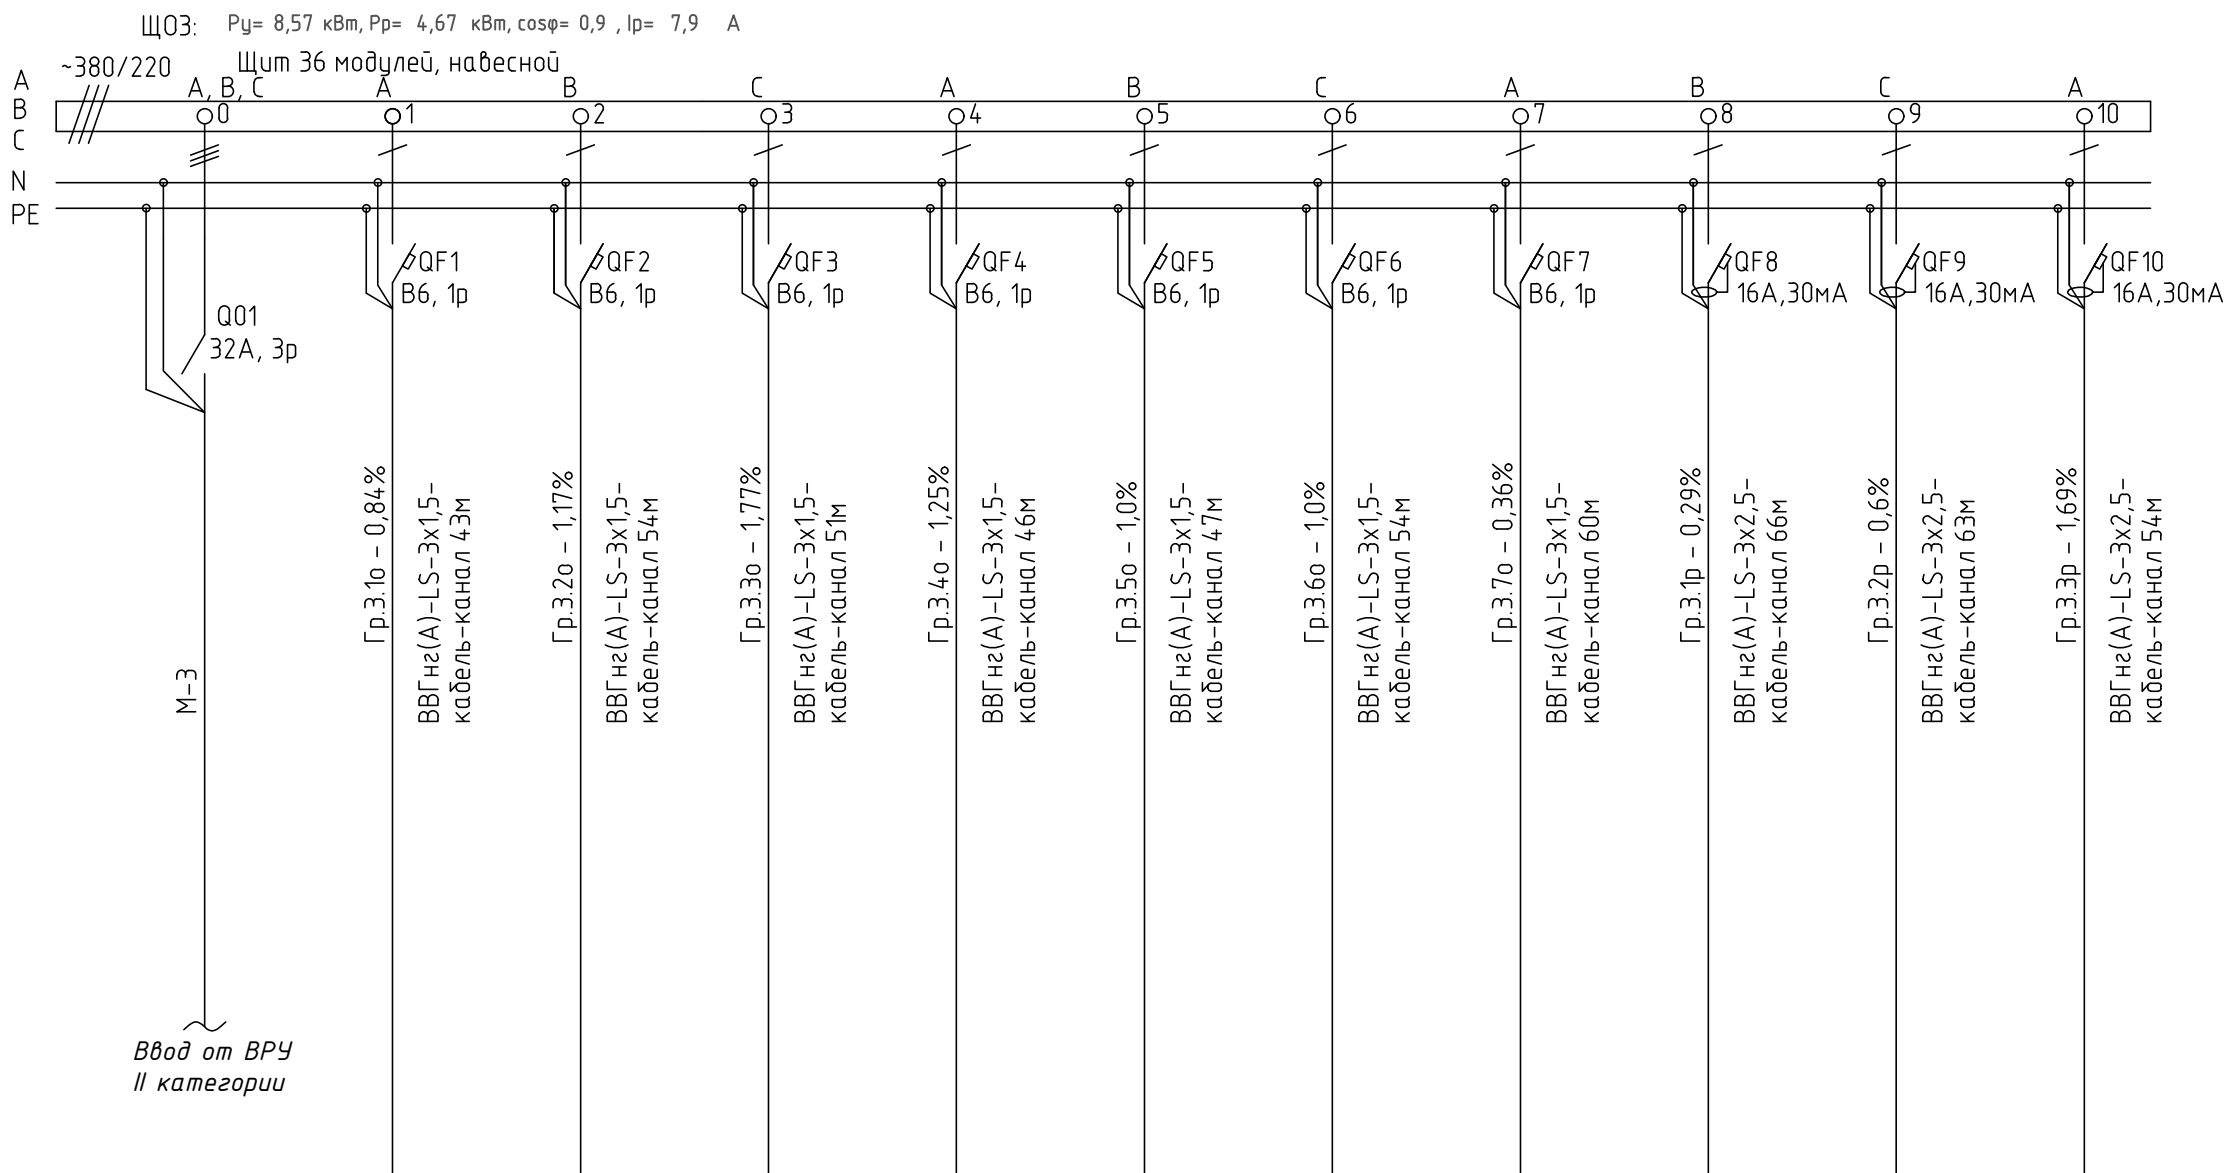 ЩО3: Ру= 8,57 кВт, Рр= 4,67 кВт, cosφ= 0,9 , Iр= 7,9 А
~380/220 Щит 36 модулей, навесной
A
B
C
N
PE
A, B, C A B C A B C A B C A
0 1 2 3 4 5 6 7 8 9 10
QF1
B6, 1р
QF2
B6, 1р
QF3
B6, 1р
QF4
B6, 1р
QF5
B6, 1р
QF6
B6, 1р
QF7
B6, 1р
QF8
16А,30мА
QF9
16А,30мА
QF10
16А,30мА
Q01
32А, 3р
М-3
Гр.3.1о - 0,84%
ВВГнг(А)-LS-3х1,5-
кабель-канал 43м
Гр.3.2о - 1,17%
ВВГнг(А)-LS-3х1,5-
кабель-канал 54м
Гр.3.3о - 1,77%
ВВГнг(А)-LS-3х1,5-
кабель-канал 51м
Гр.3.4о - 1,25%
ВВГнг(А)-LS-3х1,5-
кабель-канал 46м
Гр.3.5о - 1,0%
ВВГнг(А)-LS-3х1,5-
кабель-канал 47м
Гр.3.6о - 1,0%
ВВГнг(А)-LS-3х1,5-
кабель-канал 54м
Гр.3.7о - 0,36%
ВВГнг(А)-LS-3х1,5-
кабель-канал 60м
Гр.3.1р - 0,29%
ВВГнг(А)-LS-3х2,5-
кабель-канал 66м
Гр.3.2р - 0,6%
ВВГнг(А)-LS-3х2,5-
кабель-канал 63м
Гр.3.3р - 1,69%
ВВГнг(А)-LS-3х2,5-
кабель-канал 54м
Ввод от ВРУ
II категории